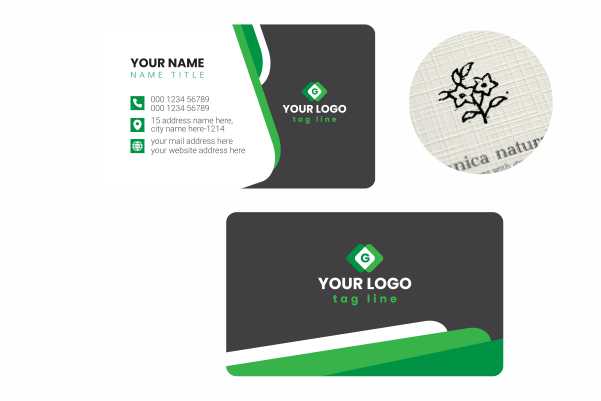 YOUR NAME
NAME TITLE
000 1234 56789
000 1234 56789
15 address name here,
city name here-1214
your mail address here
your website address here
G
YOUR LOGO
tag line
nica natur
G
YOUR LOGO
tag line